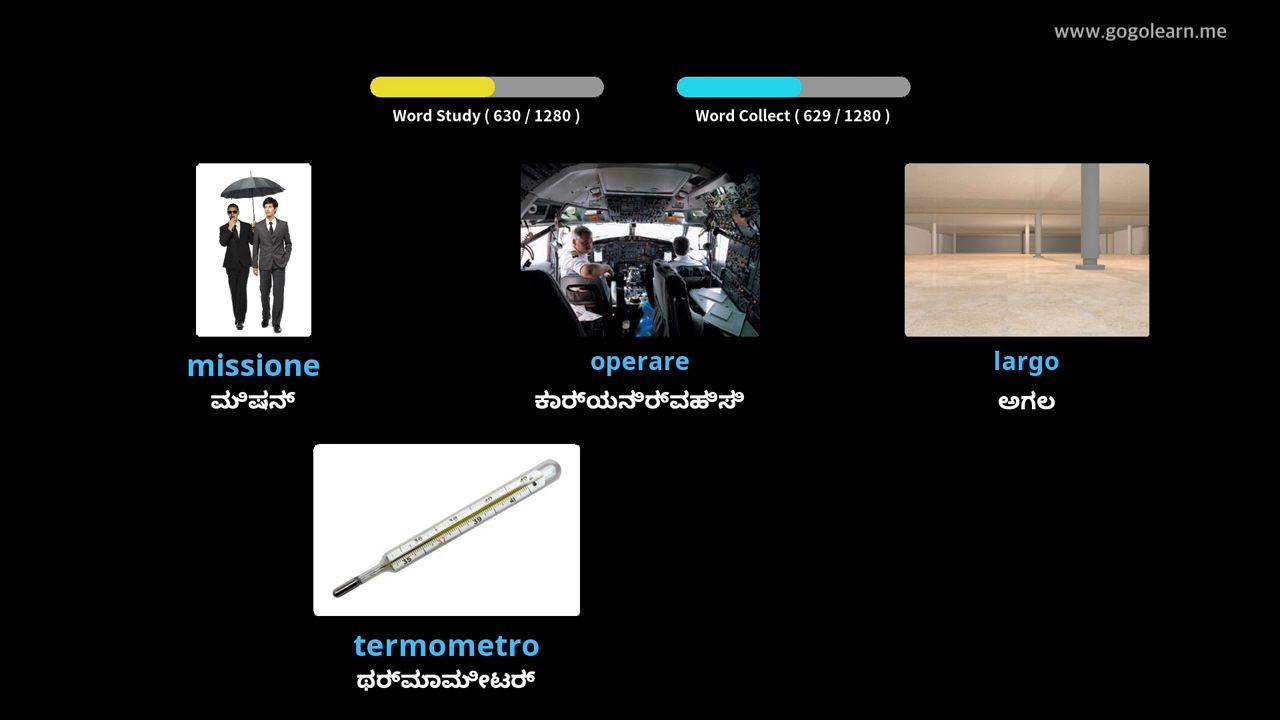 www.gogolearn.me
Word Study ( 630 / 1280 )
Word Collect ( 629 / 1280 )
missione
ಮಿಷನ್
operare
ಕಾರ್ಯನಿರ್ವಹಿಸಿ
largo
ಅಗಲ
termometro
ಥರ್ಮಾಮೀಟರ್